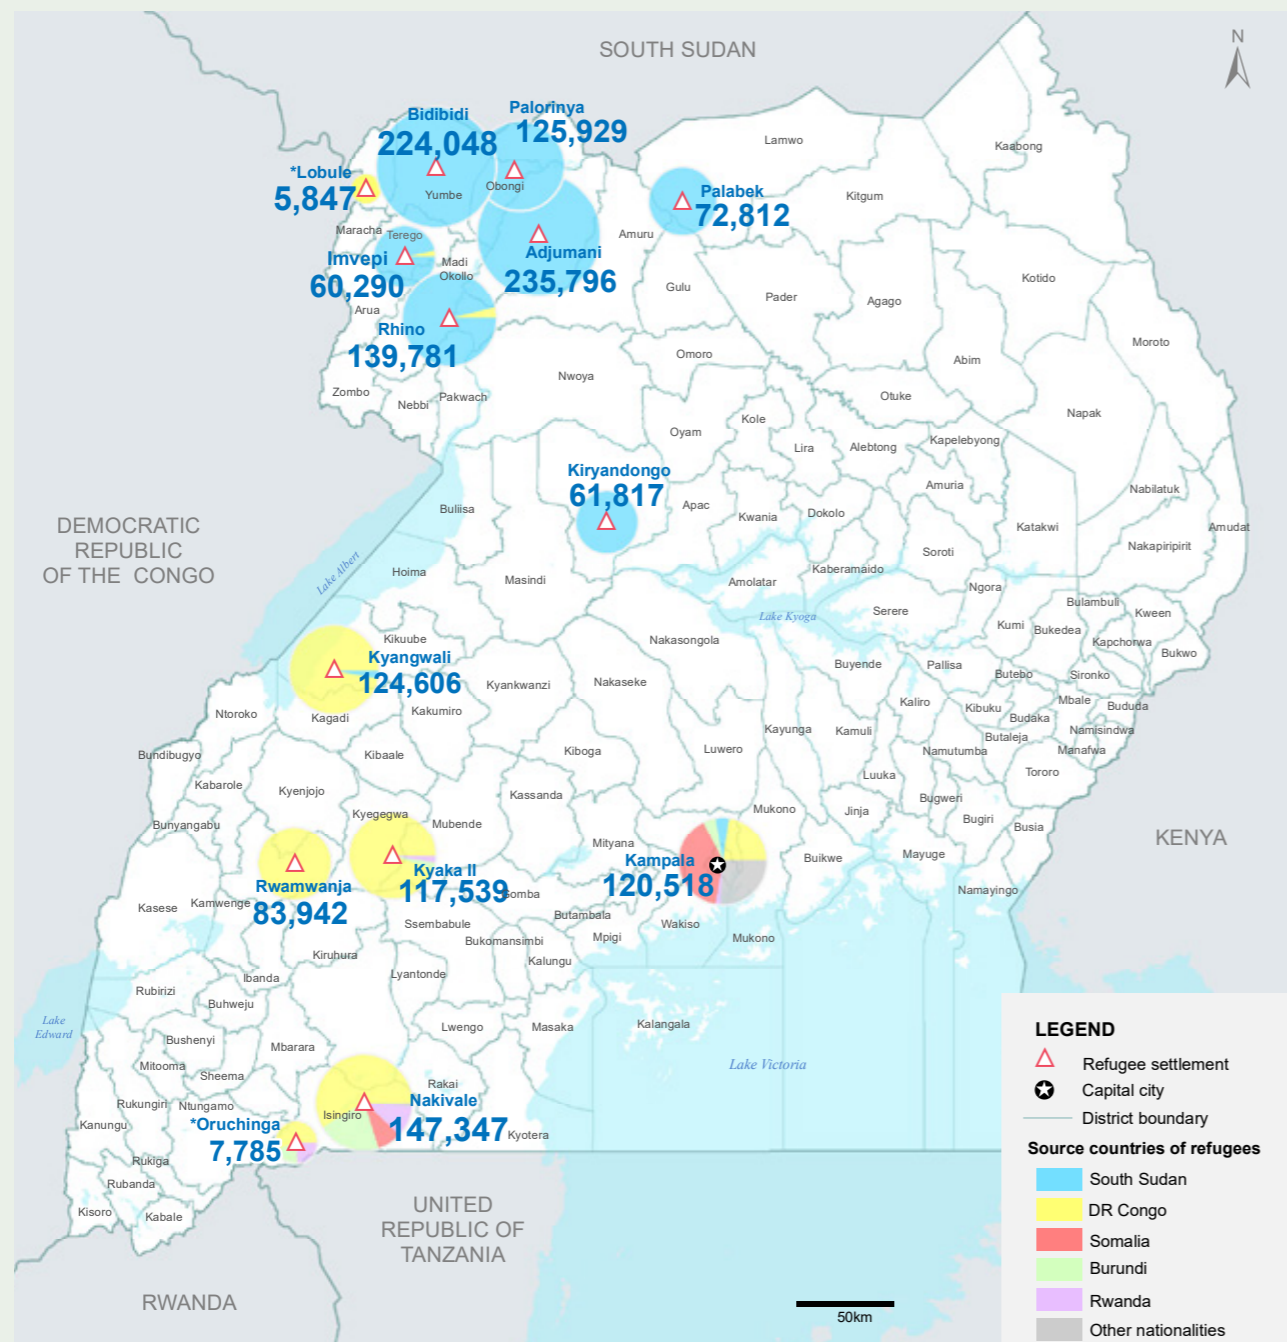 SOUTH SUDAN
N
Bidibidi
224,048
Palorinya
125,929
Lamwo
Kaabong
*Lobule
5,847
Yumbe
Obongi
Palabek
72,812
Kitgum
Maracha
Terego
Amuru
Imvepi
60,290
Madi
Okollo
Adjumani
235,796
Gulu
Pader
Agago
Kotido
Arua
Rhino
139,781
Omoro
Abim
Moroto
Nwoya
Zombo
Nebbi
Pakwach
Otuke
Napak
Oyam
Kole
Lira
Alebtong
Kapelebyong
Kiryandongo
61,817
Amuria
Nabilatuk
Buliisa
Apac
Kwania
Dokolo
Katakwi
Amudat
DEMOCRATIC
REPUBLIC
OF THE CONGO
Lake Albert
Hoima
Masindi
Amolatar
Kaberamaido
Soroti
Nakapiripirit
Ngora
Lake Kyoga
Serere
Bulambuli
Kween
Kumi
Bukedea
Kapchorwa
Bukwo
Kikuube
Kyangwali
124,606
Nakasongola
Buyende
Pallisa
Butebo
Sironko
Kyankwanzi
Nakaseke
Kaliro
Kibuku
Mbale
Bududa
Ntoroko
Kagadi
Kakumiro
Budaka
Butaleja
Namisindwa
Manafwa
Bundibugyo
Kibaale
Kiboga
Luwero
Kayunga
Kamuli
Namutumba
Tororo
Kabarole
Kyenjojo
Kassanda
Luuka
Bugweri
Bunyangabu
Kyegegwa
Mubende
Mukono
Jinja
Bugiri
Busia
KENYA
Mityana
Kampala
120,518
Buikwe
Mayuge
Namayingo
Rwamwanja
83,942
Kyaka II
117,539
Gomba
Kasese
Kamwenge
Ssembabule
Butambala
Mpigi
Wakiso
Mukono
Bukomansimbi
Kalungu
Kiruhura
Lyantonde
Ibanda
Rubirizi
Buhweju
Lake
Edward
Bushenyi
Mbarara
Lwengo
Masaka
Kalangala
Lake Victoria
Mitooma
Sheema
Rukungiri
Ntungamo
Isingiro
Rakai
Nakivale
147,347
Kyotera
Kanungu
*Oruchinga
7,785
Rukiga
Rubanda
Kisoro
Kabale
UNITED
REPUBLIC OF
TANZANIA
RWANDA
50km
LEGEND
Refugee settlement
Capital city
District boundary
Source countries of refugees
South Sudan
DR Congo
Somalia
Burundi
Rwanda
Other nationalities